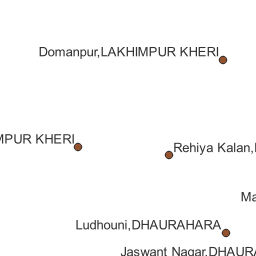 Domanpur,LAKHIMPUR KHERI
MPUR KHERI
Rehiya Kalan,
Ma
Ludhouni,DHAURAHARA
Jaswant Nagar,DHAURA